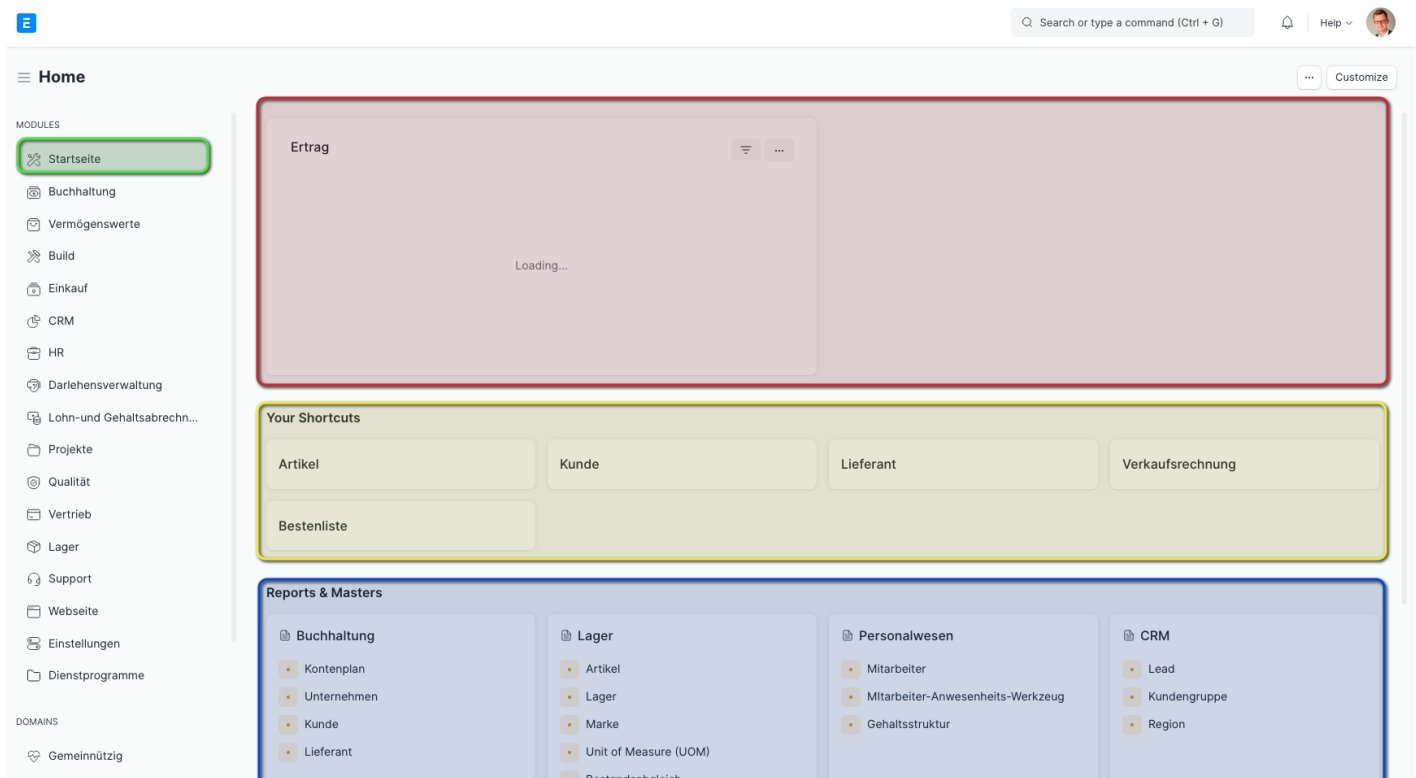 E
Search or type a command (Ctrl + G)
Help
Home
...
Customize
MODULES
Startseite
Buchhaltung
Vermögenswerte
Build
Einkauf
CRM
HR
Darlehensverwaltung
Lohn-und Gehaltsabrechn...
Projekte
Qualität
Vertrieb
Lager
Support
Webseite
Einstellungen
Dienstprogramme
DOMAINS
Gemeinnützig
Ertrag
...
Loading...
Your Shortcuts
Artikel
Kunde
Lieferant
Verkaufsrechnung
Bestenliste
Reports & Masters
Buchhaltung
Kontenplan
Unternehmen
Kunde
Lieferant
Lager
Artikel
Lager
Marke
Unit of Measure (UOM)
Bestandsabgleich
Personalwesen
Mitarbeiter
MItarbeiter-Anwesenheits-Werkzeug
Gehaltsstruktur
CRM
Lead
Kundengruppe
Region